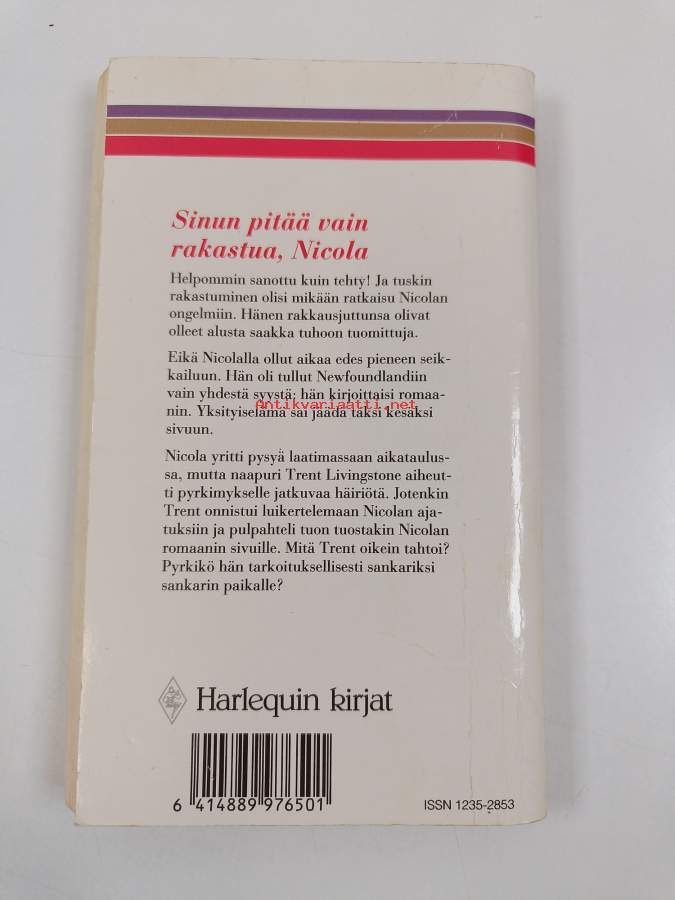 Sinun pitää vain
rakastua, Nicola
Helpommin sanottu kuin tehty! Ja tuskin
rakastuminen olisi mikään ratkaisu Nicolan
ongelmiin. Hänen rakkausjuttunsa olivat
olleet alusta saakka tuhoon tuomittuja.
Eikä Nicolalla ollut aikaa edes pieneen seik-
kailuun. Hän oli tullut Newfoundlandiin
vain yhdestä syystä: hän kirjoittaisi romaa-
Antikvariaatti.net
nin. Yksityiselämä sai jäädä täksi kesäksi
sivuun.
Nicola yritti pysyä laatimassaan aikataulus-
sa, mutta naapuri Trent Livingstone aiheut-
ti pyrkimykselle jatkuvaa häiriötä. Jotenkin
Trent onnistui luikertelemaan Nicolan aja-
tuksiin ja pulpahteli tuon tuostakin Nicolan
romaanin sivuille. Mitä Trent oikein tahtoi?
Pyrkikö hän tarkoituksellisesti sankariksi
sankarin paikalle?
Harlequin kirjat
6 414889 976501
ISSN 1235-2853